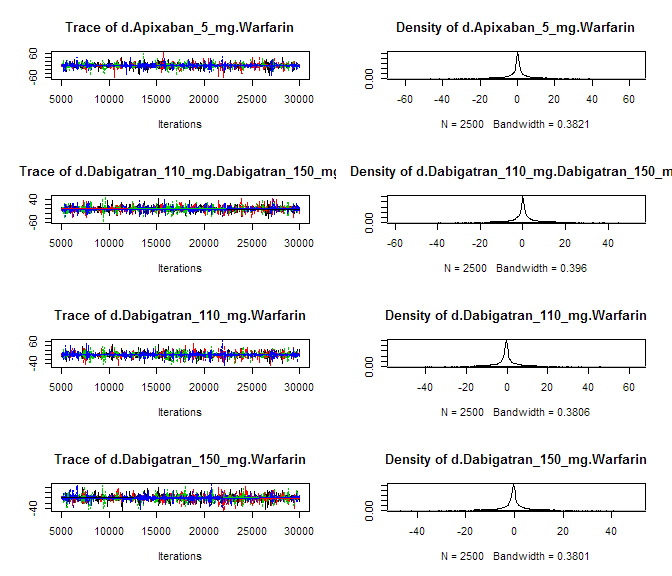 Trace of d.Apixaban_5_mg.Warfarin
60
-60
5000 10000 15000 20000 25000 30000
Iterations
Density of d.Apixaban_5_mg.Warfarin
0.00
-60 -40 -20 0 20 40 60
N = 2500 Bandwidth = 0.3821
Trace of d.Dabigatran_110_mg.Dabigatran_150_mg
40
-60
5000 10000 15000 20000 25000 30000
Iterations
Density of d.Dabigatran_110_mg.Dabigatran_150_m
0.00
-60 -40 -20 0 20 40
N = 2500 Bandwidth = 0.396
Trace of d.Dabigatran_110_mg.Warfarin
60
-40
5000 10000 15000 20000 25000 30000
Iterations
Density of d.Dabigatran_110_mg.Warfarin
0.00
-40 -20 0 20 40 60
N = 2500 Bandwidth = 0.3806
Trace of d.Dabigatran_150_mg.Warfarin
-40
5000 10000 15000 20000 25000 30000
Iterations
Density of d.Dabigatran_150_mg.Warfarin
0.00
-40 -20 0 20 40
N = 2500 Bandwidth = 0.3801